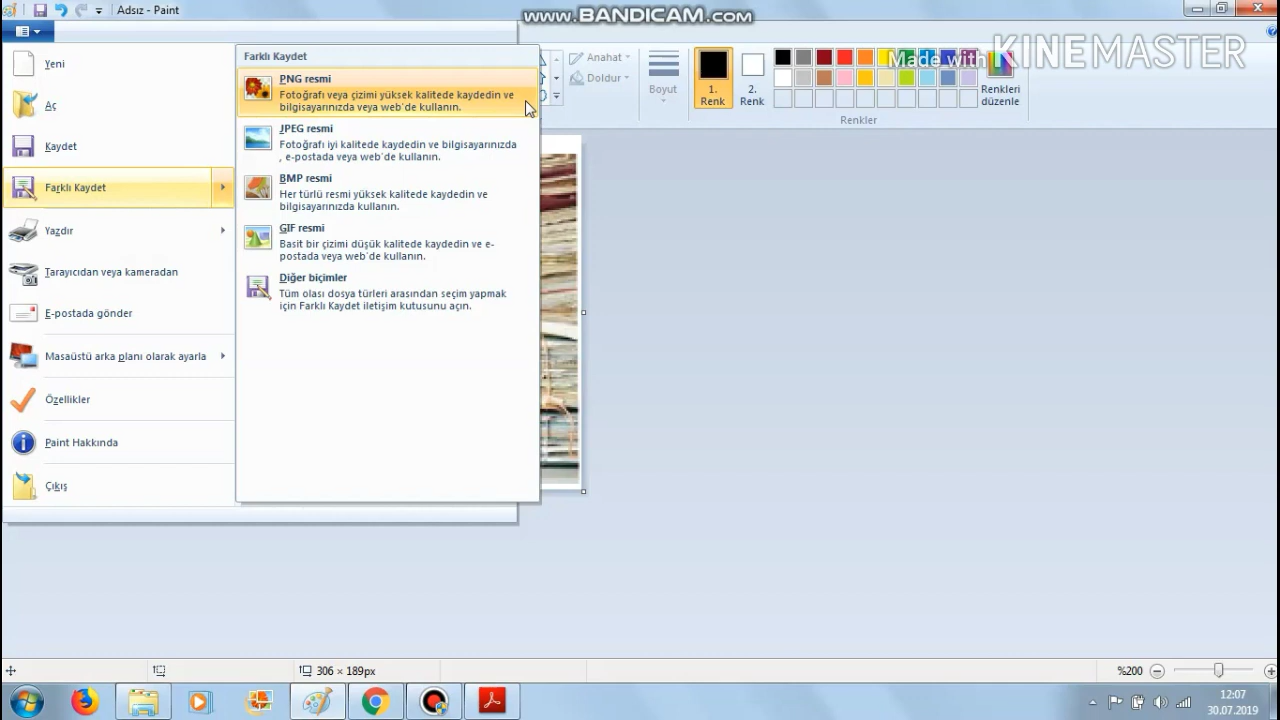 Adsız - Paint
www.BANDICAM.com
Made with KINEMASTER
Yeni
Aç
Kaydet
Farklı Kaydet
Yazdır
Tarayıcıdan veya kameradan
E-postada gönder
Masaüstü arka planı olarak ayarla
Özellikler
Paint Hakkında
Çıkış
Farklı Kaydet
PNG resmi
Fotoğrafı veya çizimi yüksek kalitede kaydedin ve
bilgisayarınızda veya web'de kullanın.
JPEG resmi
Fotoğrafı iyi kalitede kaydedin ve bilgisayarınızda
, e-postada veya web'de kullanın.
BMP resmi
Her türlü resmi yüksek kalitede kaydedin ve
bilgisayarınızda kullanın.
GIF resmi
Basit bir çizimi düşük kalitede kaydedin ve e-
postada veya web'de kullanın.
Diğer biçimler
Tüm olası dosya türleri arasından seçim yapmak
için Farklı Kaydet iletişim kutusunu açın.
Anahat
Doldur
Boyut
1.
Renk
2.
Renk
Renkleri
düzenle
Renkler
306 × 189px
%200
12:07
30.07.2019